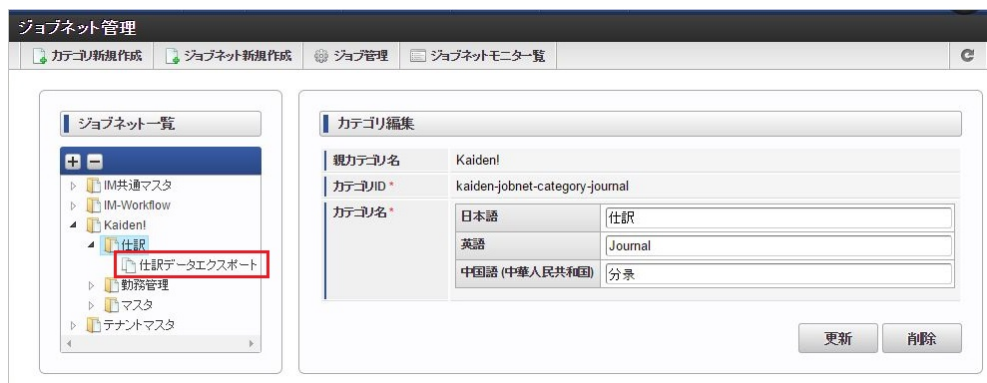 ジョブネット管理
カテゴリ新規作成 ジョブネット新規作成 ジョブ管理 ジョブネットモニター覧
ジョブネット一覧
IM共通マスタ
IM-Workflow
Kaiden!
仕訳
仕訳データエクスポート
勤務管理
マスタ
テナントマスタ
カテゴリ編集
親カテゴリ名 Kaiden!
カテゴリID * kaiden-jobnet-category-journal
カテゴリ名 * 日本語 仕訳
英語 Journal
中国語 (中華人民共和国) 分录
更新 削除